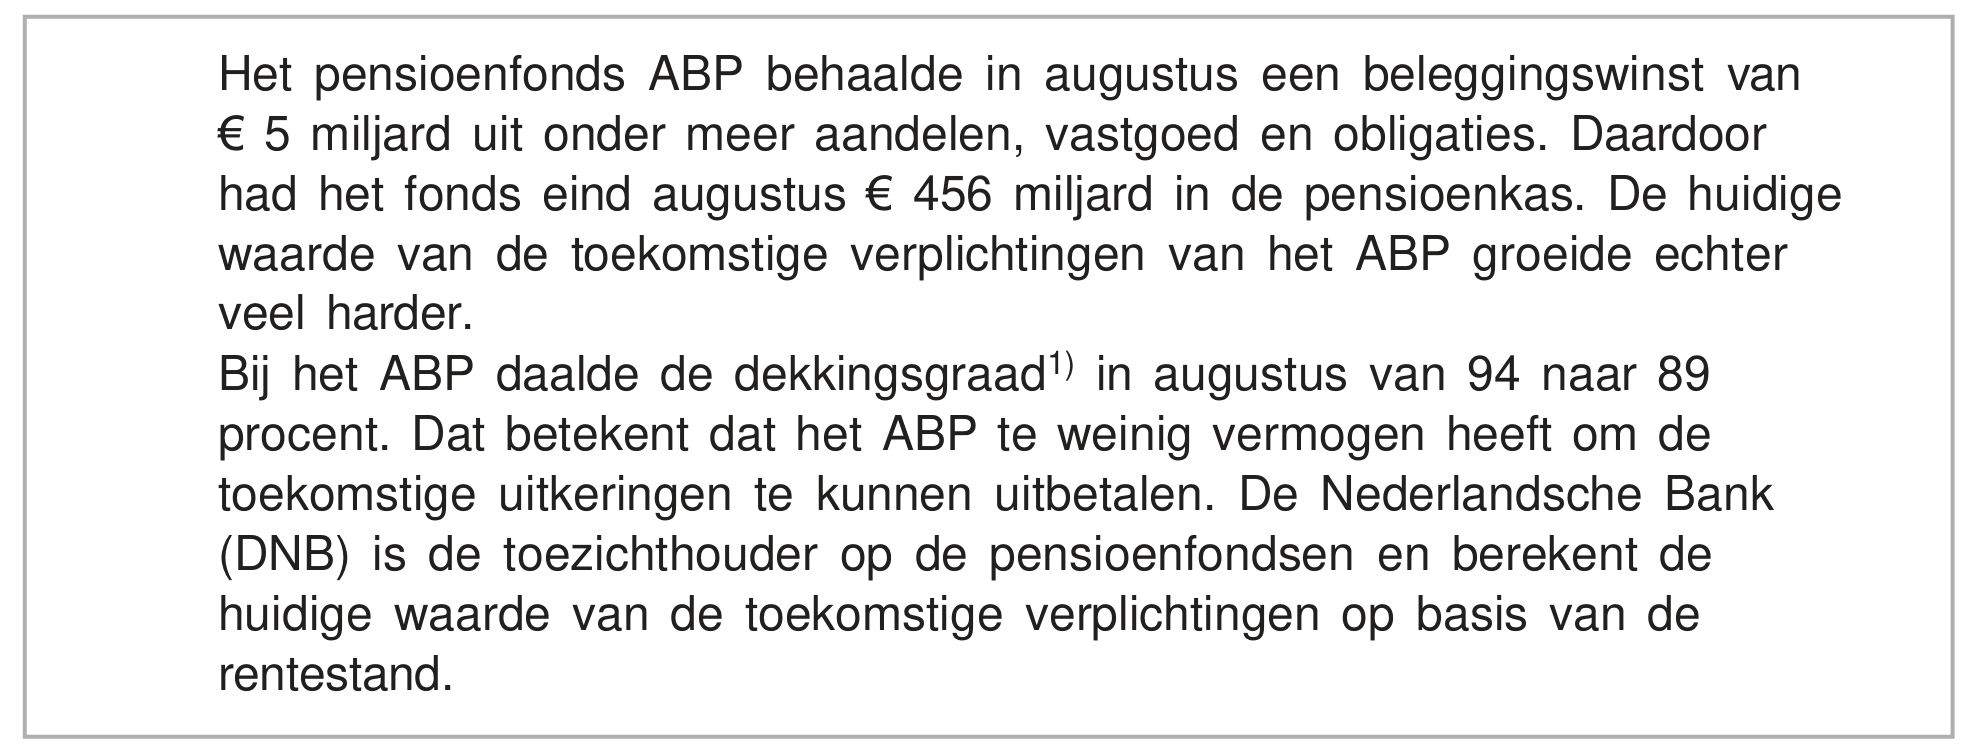 Het pensioenfonds ABP behaalde in augustus een beleggingswinst van
€ 5 miljard uit onder meer aandelen, vastgoed en obligaties. Daardoor
had het fonds eind augustus € 456 miljard in de pensioenkas. De huidige
waarde van de toekomstige verplichtingen van het ABP groeide echter
veel harder.
Bij het ABP daalde de dekkingsgraad1) in augustus van 94 naar 89
procent. Dat betekent dat het ABP te weinig vermogen heeft om de
toekomstige uitkeringen te kunnen uitbetalen. De Nederlandsche Bank
(DNB) is de toezichthouder op de pensioenfondsen en berekent de
huidige waarde van de toekomstige verplichtingen op basis van de
rentestand.